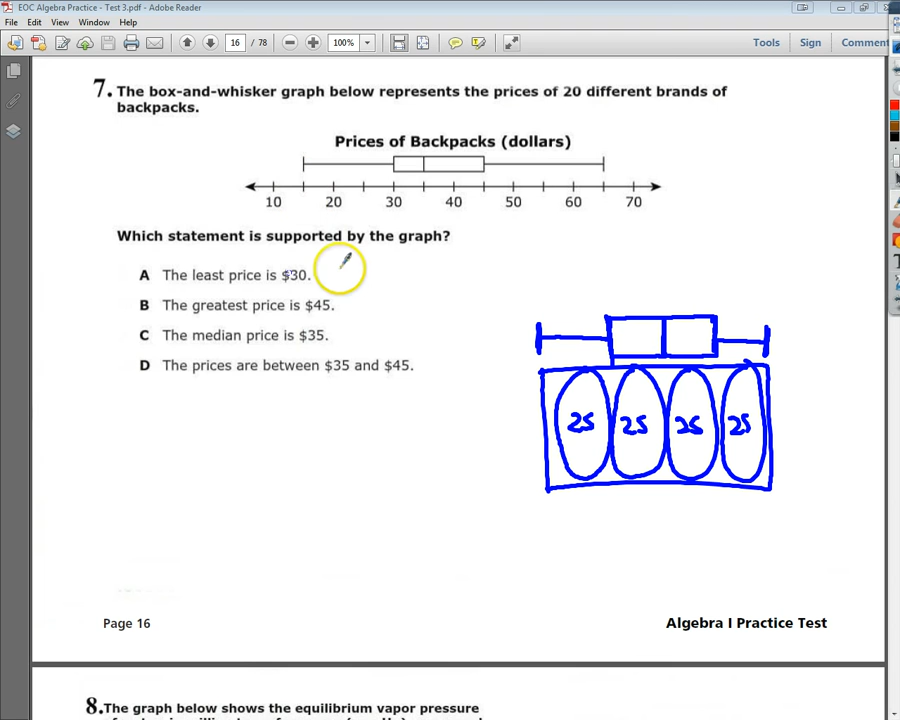 EOC Algebra Practice - Test 3.pdf - Adobe Reader
File Edit View Window Help
16 / 78 100% Tools Sign Comment
7. The box-and-whisker graph below represents the prices of 20 different brands of
backpacks.
Prices of Backpacks (dollars)
10 20 30 40 50 60 70
Which statement is supported by the graph?
A The least price is $30.
B The greatest price is $45.
C The median price is $35.
D The prices are between $35 and $45.
25 25 25 25
Page 16 Algebra I Practice Test
8. The graph below shows the equilibrium vapor pressure